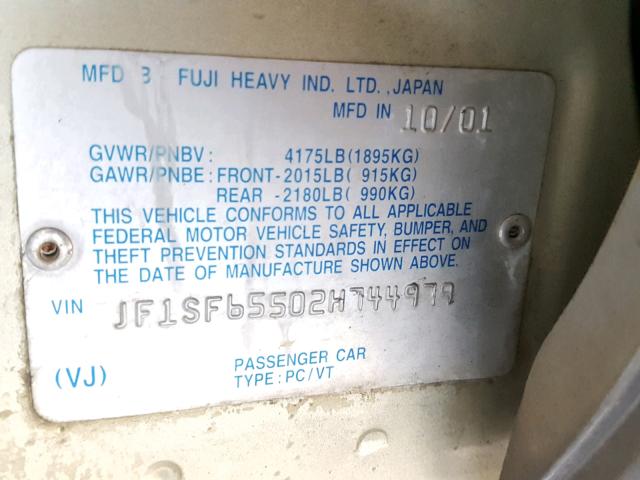 MFD B FUJI HEAVY IND. LTD., JAPAN
MFD IN 10/01
GVWR/PNBV: 4175LB(1895KG)
GAWR/PNBE: FRONT-2015LB( 915KG)
REAR -2180LB( 990KG)
THIS VEHICLE CONFORMS TO ALL APPLICABLE
FEDERAL MOTOR VEHICLE SAFETY, BUMPER, AND
THEFT PREVENTION STANDARDS IN EFFECT ON
THE DATE OF MANUFACTURE SHOWN ABOVE.
VIN JF1SF65502H744979
(VJ) PASSENGER CAR
TYPE: PC/VT